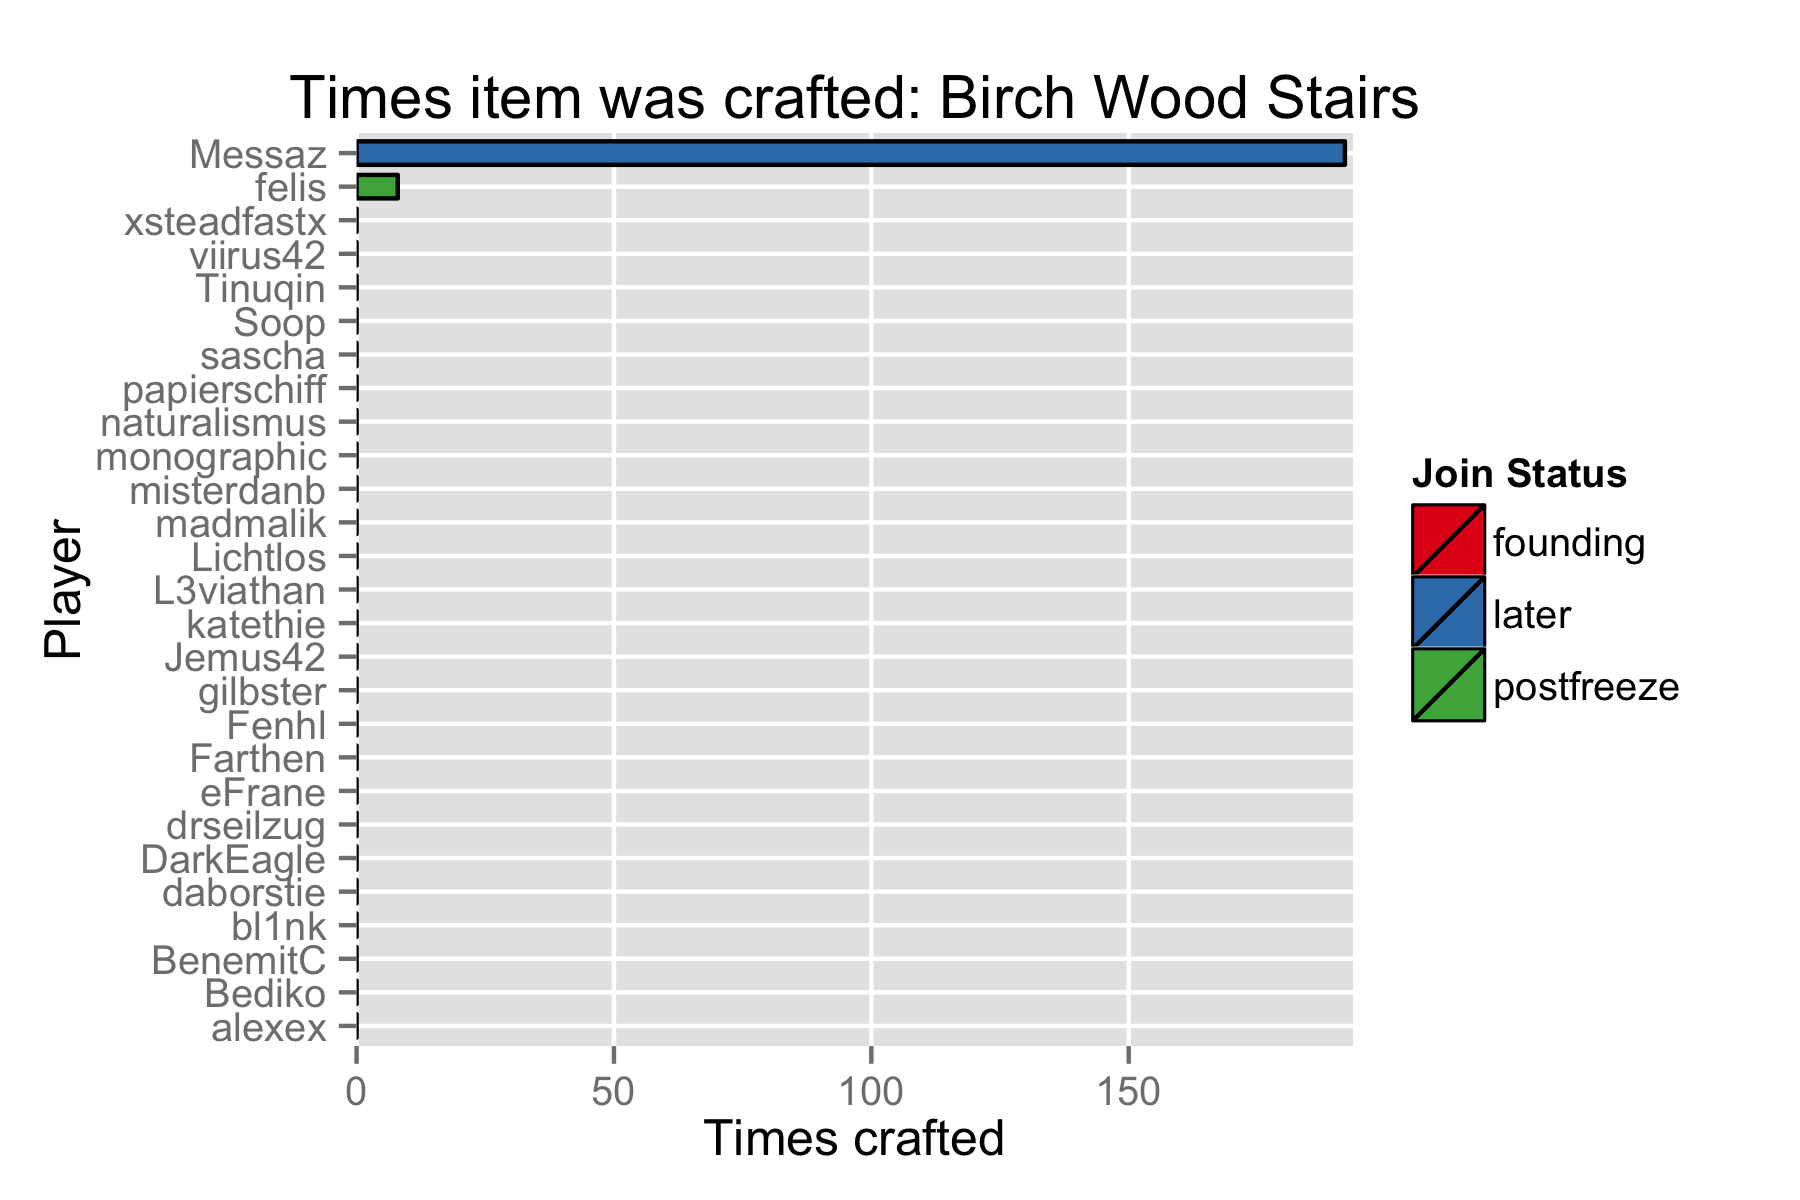 Times item was crafted: Birch Wood Stairs
Messaz
felis
xsteadfastx
viirus42
Tinuqin
Soop
sascha
papierschiff
naturalismus
monographic
misterdanb
madmalik
Lichtlos
L3viathan
katethie
Jemus42
gilbster
Fenhl
Farthen
eFrane
drseilzug
DarkEagle
daborstie
bl1nk
BenemitC
Bediko
alexex
Player
0 50 100 150
Times crafted
Join Status
founding
later
postfreeze